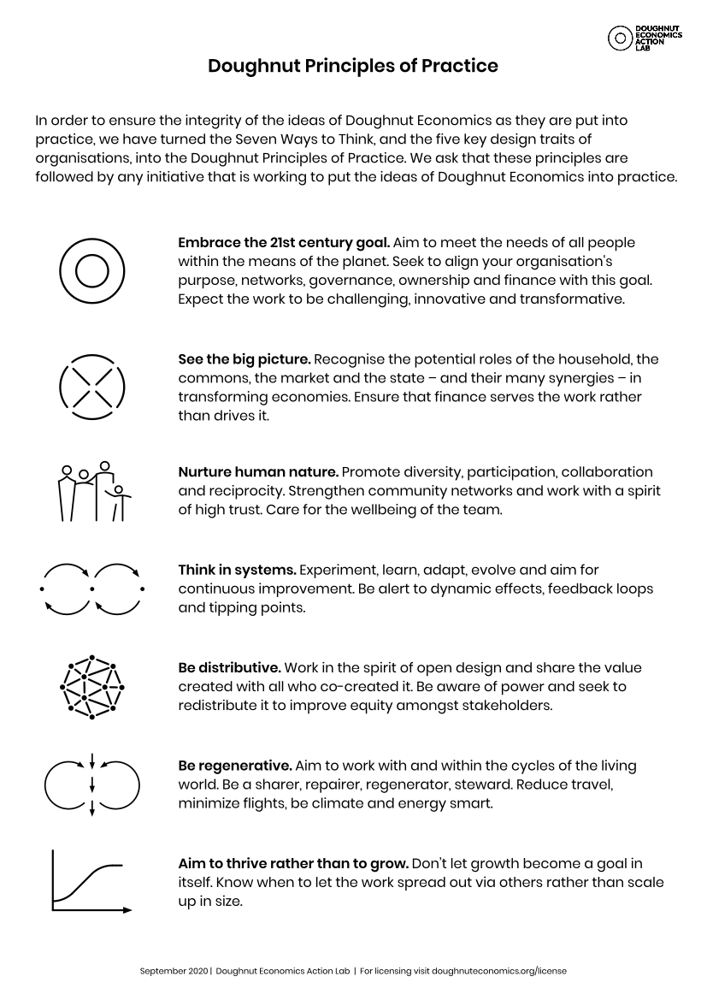 DOUGHNUT
ECONOMICS
ACTION
LAB
Doughnut Principles of Practice
In order to ensure the integrity of the ideas of Doughnut Economics as they are put into
practice, we have turned the Seven Ways to Think, and the five key design traits of
organisations, into the Doughnut Principles of Practice. We ask that these principles are
followed by any initiative that is working to put the ideas of Doughnut Economics into practice.
Embrace the 21st century goal. Aim to meet the needs of all people
within the means of the planet. Seek to align your organisation's
purpose, networks, governance, ownership and finance with this goal.
Expect the work to be challenging, innovative and transformative.
See the big picture. Recognise the potential roles of the household, the
commons, the market and the state – and their many synergies – in
transforming economies. Ensure that finance serves the work rather
than drives it.
Nurture human nature. Promote diversity, participation, collaboration
and reciprocity. Strengthen community networks and work with a spirit
of high trust. Care for the wellbeing of the team.
Think in systems. Experiment, learn, adapt, evolve and aim for
continuous improvement. Be alert to dynamic effects, feedback loops
and tipping points.
Be distributive. Work in the spirit of open design and share the value
created with all who co-created it. Be aware of power and seek to
redistribute it to improve equity amongst stakeholders.
Be regenerative. Aim to work with and within the cycles of the living
world. Be a sharer, repairer, regenerator, steward. Reduce travel,
minimize flights, be climate and energy smart.
Aim to thrive rather than to grow. Don't let growth become a goal in
itself. Know when to let the work spread out via others rather than scale
up in size.
September 2020 | Doughnut Economics Action Lab | For licensing visit doughnuteconomics.org/license